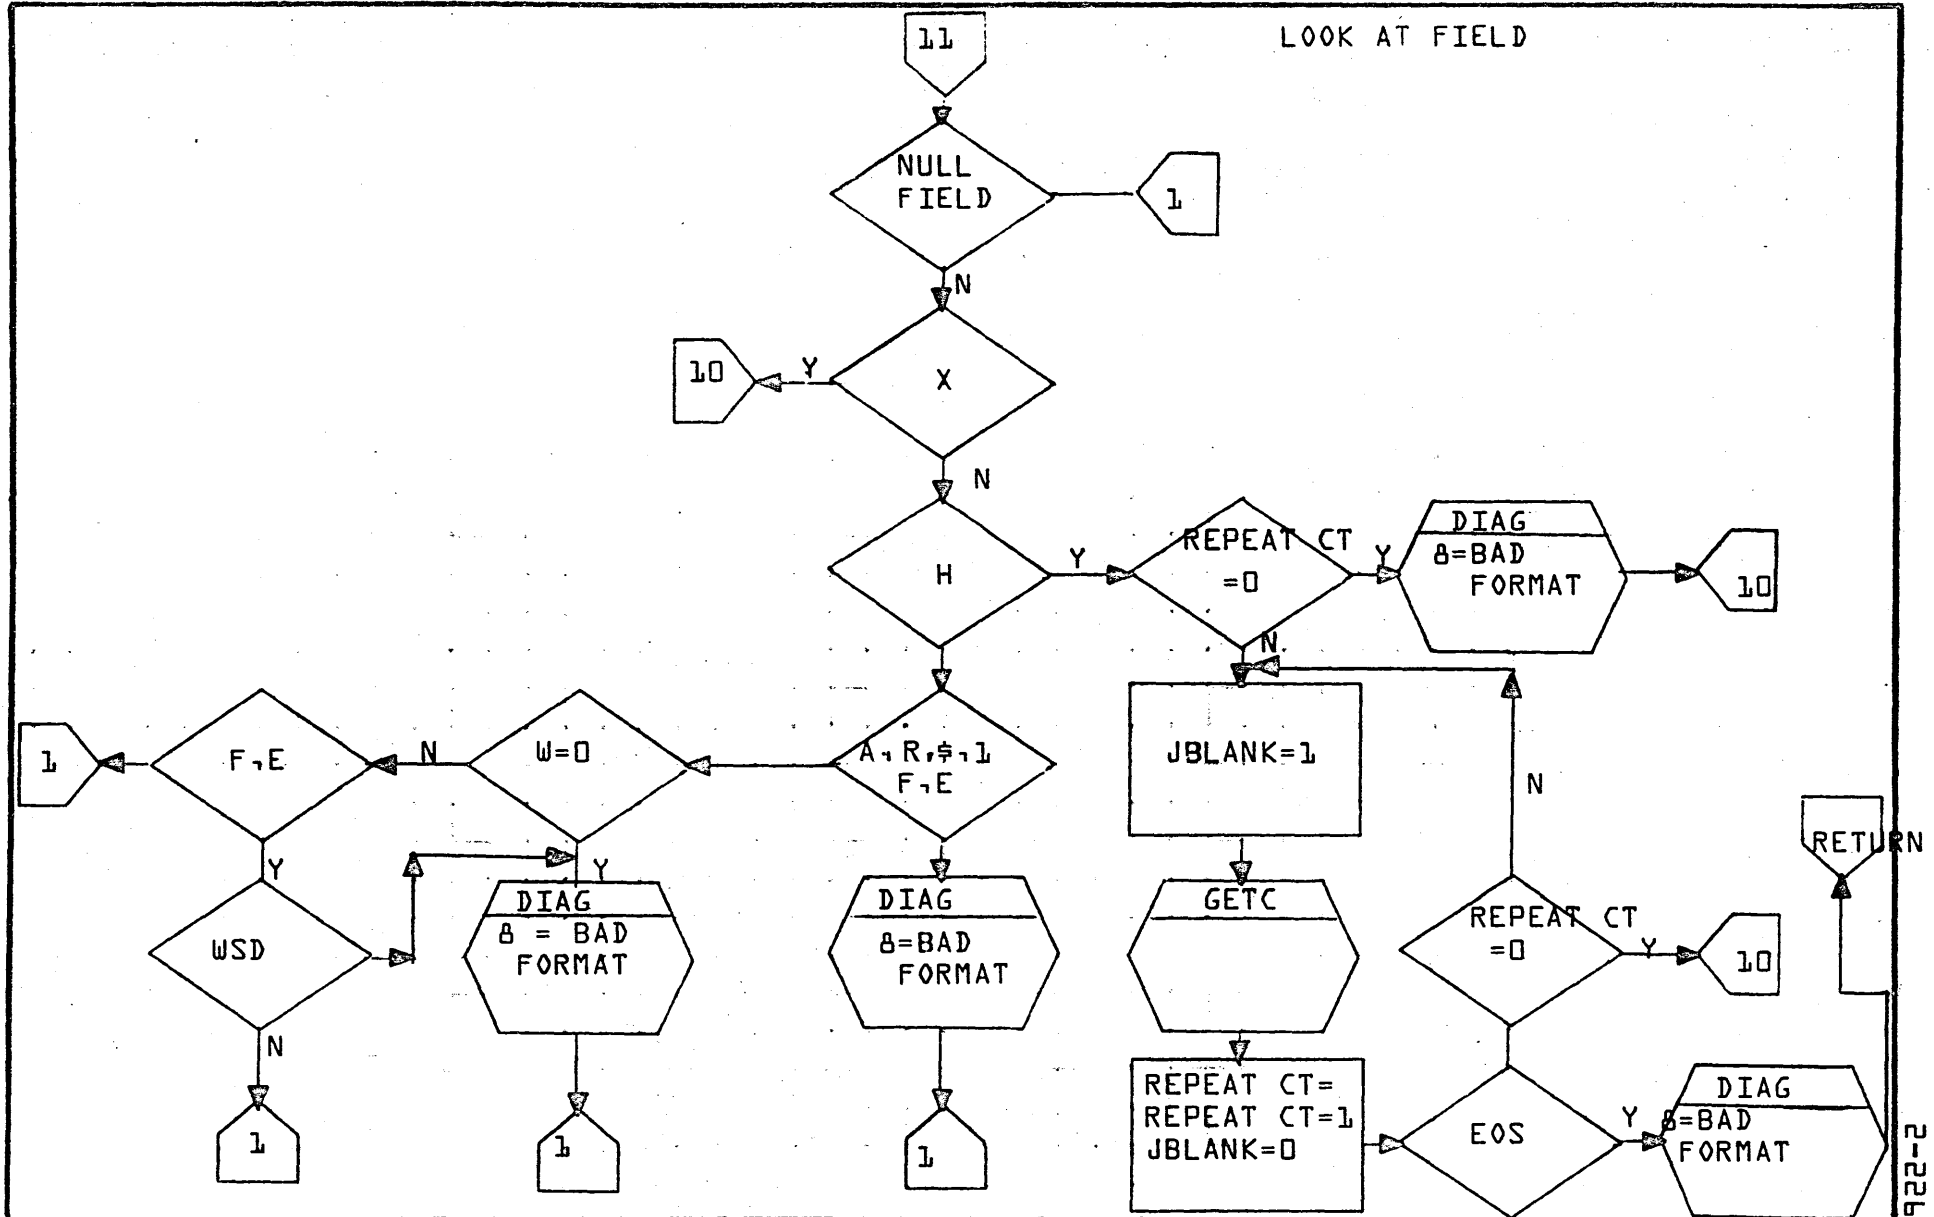 11
LOOK AT FIELD
NULL
FIELD
1
N
10
Y
X
N
H
Y
REPEAT CT
=0
Y
DIAG
8=BAD
FORMAT
10
N
1
F,E
N
W=0
A,R,$,1
F,E
JBLANK=1
N
RETURN
Y
WSD
Y
DIAG
8 = BAD
FORMAT
DIAG
8=BAD
FORMAT
GETC
REPEAT CT
=0
Y
10
N
1
1
1
REPEAT CT=
REPEAT CT=1
JBLANK=0
EOS
Y
DIAG
8=BAD
FORMAT
2-226